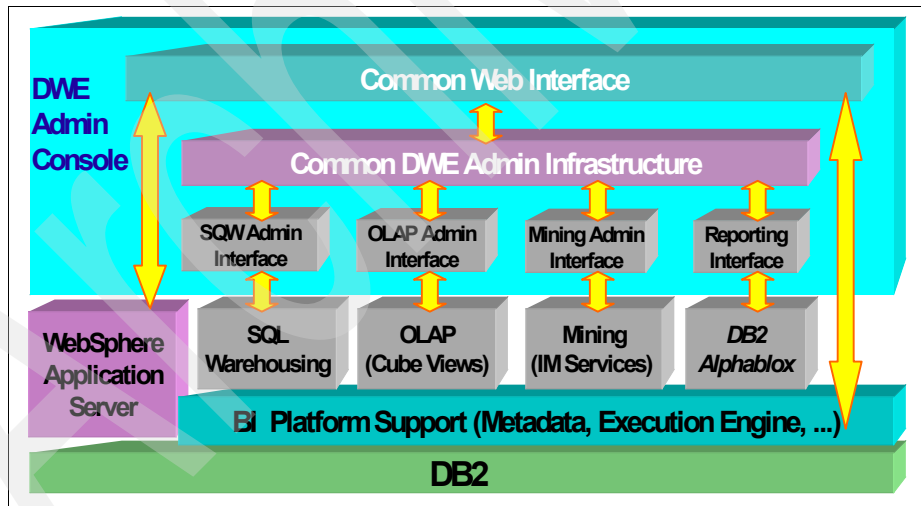 Common Web Interface
DWE
Admin
Console
Common DWE Admin Infrastructure
SQW Admin
Interface
OLAP Admin
Interface
Mining Admin
Interface
Reporting
Interface
WebSphere
Application
Server
SQL
Warehousing
OLAP
(Cube Views)
Mining
(IM Services)
DB2
Alphablox
BI Platform Support (Metadata, Execution Engine, ...)
DB2